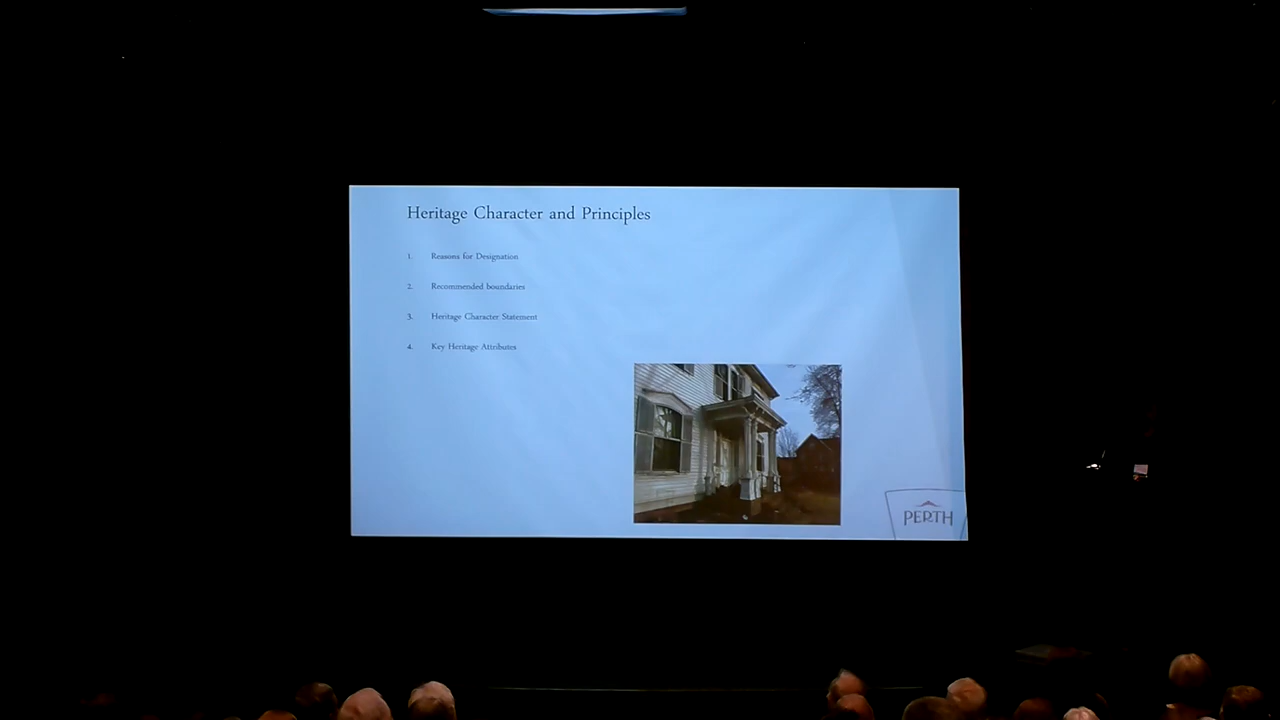 Heritage Character and Principles
1. Reasons for Designation
2. Recommended boundaries
3. Heritage Character Statement
4. Key Heritage Attributes
PERTH